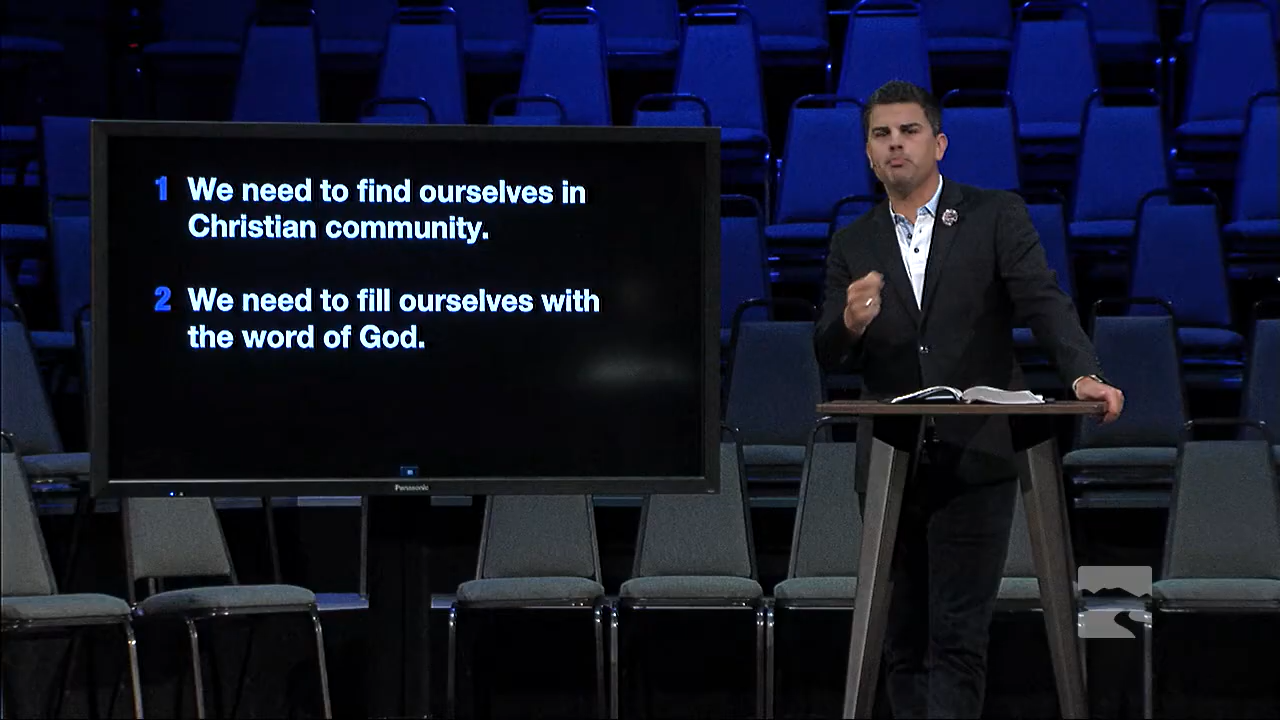 1 We need to find ourselves in
Christian community.
2 We need to fill ourselves with
the word of God.
Panasonic